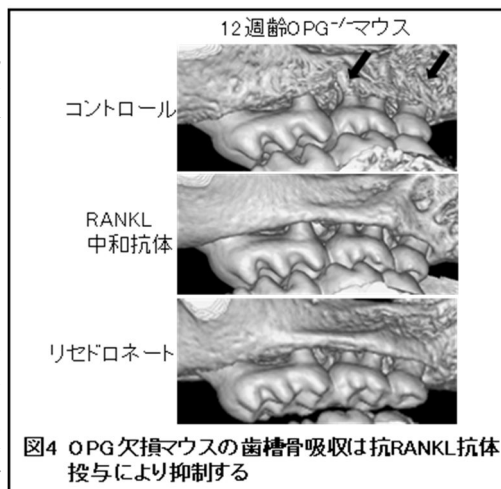 12週齢OPG⁻/⁻マウス
コントロール
RANKL
中和抗体
リセドロネート
図4 OPG欠損マウスの歯槽骨吸収は抗RANKL抗体
投与により抑制する